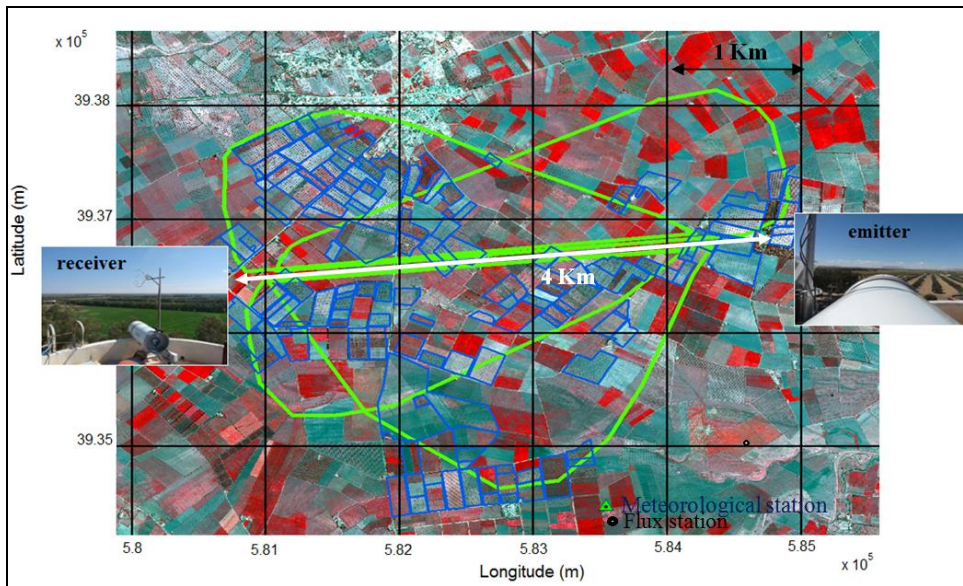 x 10⁵
1 Km
39.38
39.37
emitter
receiver
4 Km
39.35
Latitude (m)
Meteorological station
Flux station
5.8
5.81
5.82
5.83
5.84
5.85
x 10⁵
Longitude (m)